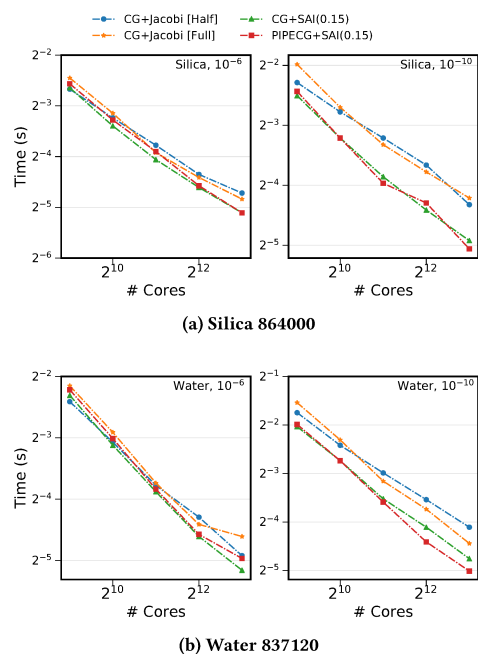 CG+Jacobi [Half]
CG+SAI(0.15)
CG+Jacobi [Full]
PIPECG+SAI(0.15)
Silica, 10⁻⁶
Time (s)
2⁻²
2⁻³
2⁻⁴
2⁻⁵
2⁻⁶
2¹⁰
2¹²
# Cores
Silica, 10⁻¹⁰
2⁻²
2⁻³
2⁻⁴
2⁻⁵
2¹⁰
2¹²
# Cores
(a) Silica 864000
Water, 10⁻⁶
Time (s)
2⁻²
2⁻³
2⁻⁴
2⁻⁵
2¹⁰
2¹²
# Cores
Water, 10⁻¹⁰
2⁻¹
2⁻²
2⁻³
2⁻⁴
2⁻⁵
2¹⁰
2¹²
# Cores
(b) Water 837120